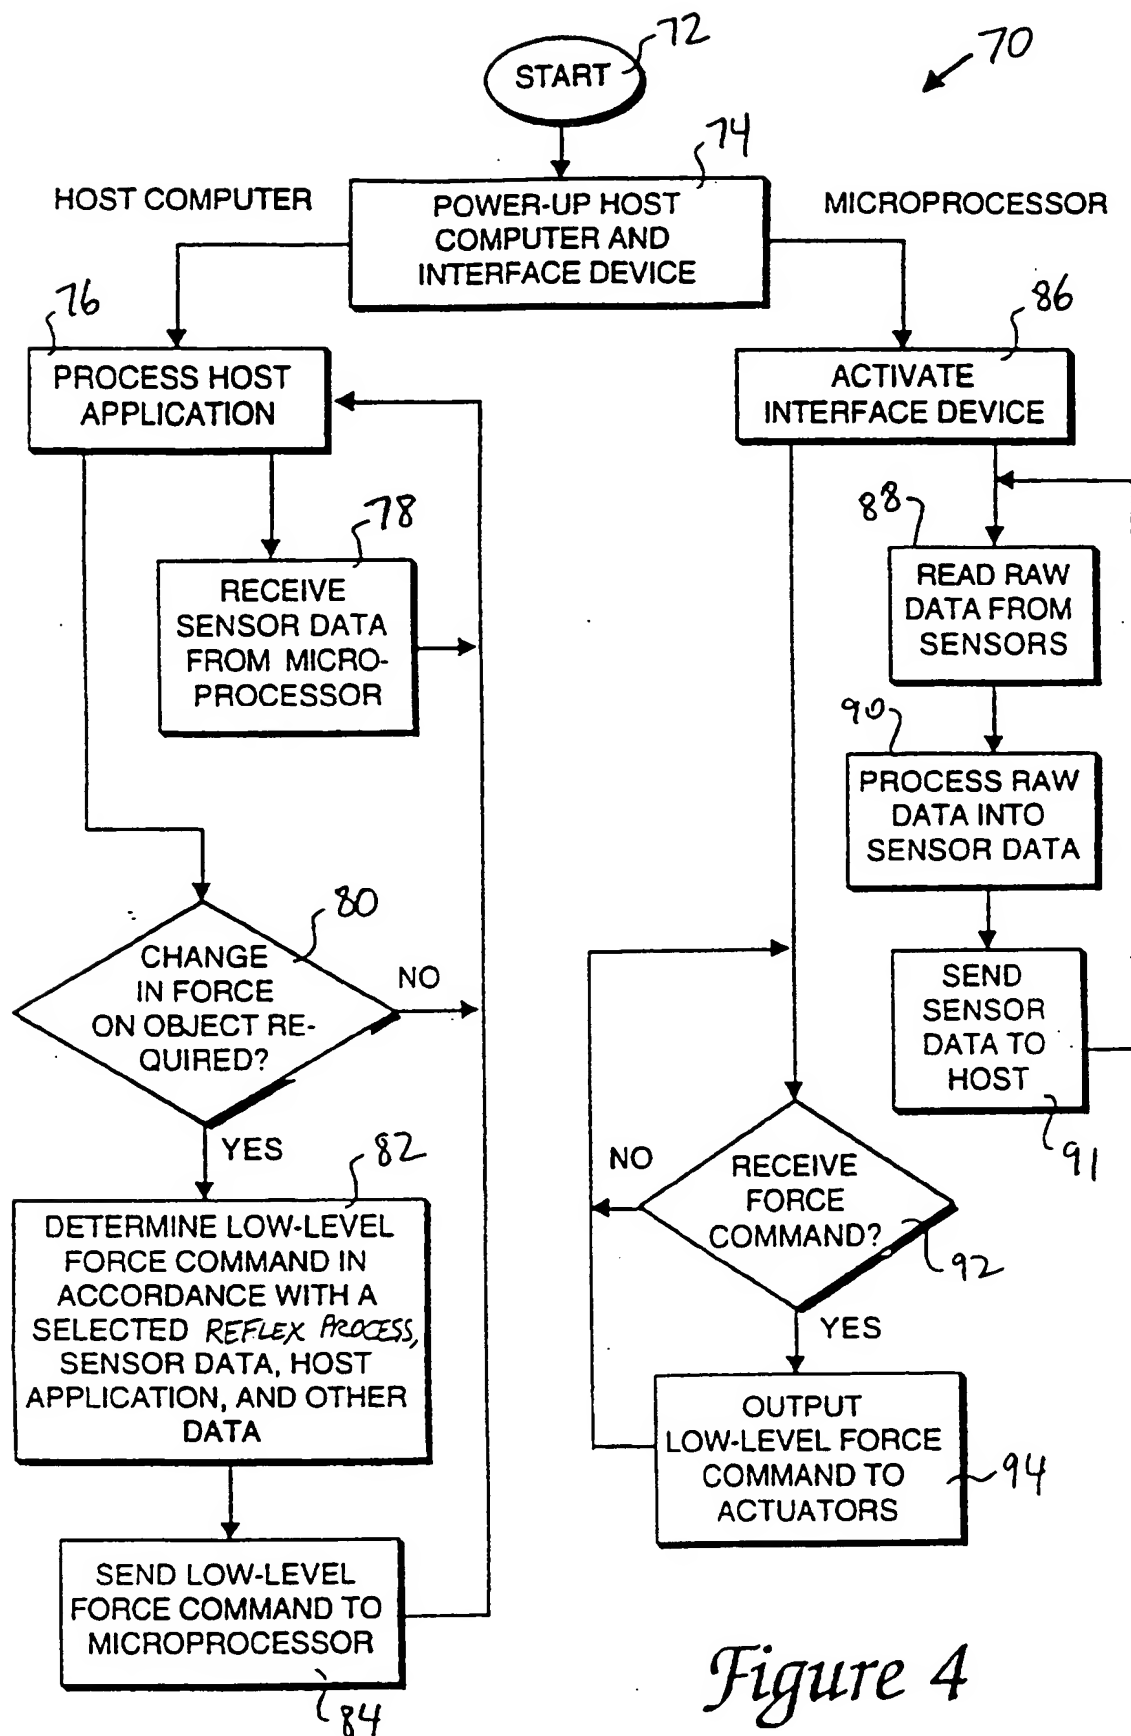 72
START
70
74
HOST COMPUTER
POWER-UP HOST
COMPUTER AND
INTERFACE DEVICE
MICROPROCESSOR
76
PROCESS HOST
APPLICATION
86
ACTIVATE
INTERFACE DEVICE
78
RECEIVE
SENSOR DATA
FROM MICRO-
PROCESSOR
88
READ RAW
DATA FROM
SENSORS
90
PROCESS RAW
DATA INTO
SENSOR DATA
80
CHANGE
IN FORCE
ON OBJECT RE-
QUIRED?
NO
YES
SEND
SENSOR
DATA TO
HOST
91
82
DETERMINE LOW-LEVEL
FORCE COMMAND IN
ACCORDANCE WITH A
SELECTED REFLEX PROCESS,
SENSOR DATA, HOST
APPLICATION, AND OTHER
DATA
NO
RECEIVE
FORCE
COMMAND?
92
YES
OUTPUT
LOW-LEVEL FORCE
COMMAND TO
ACTUATORS
94
SEND LOW-LEVEL
FORCE COMMAND TO
MICROPROCESSOR
84
Figure 4